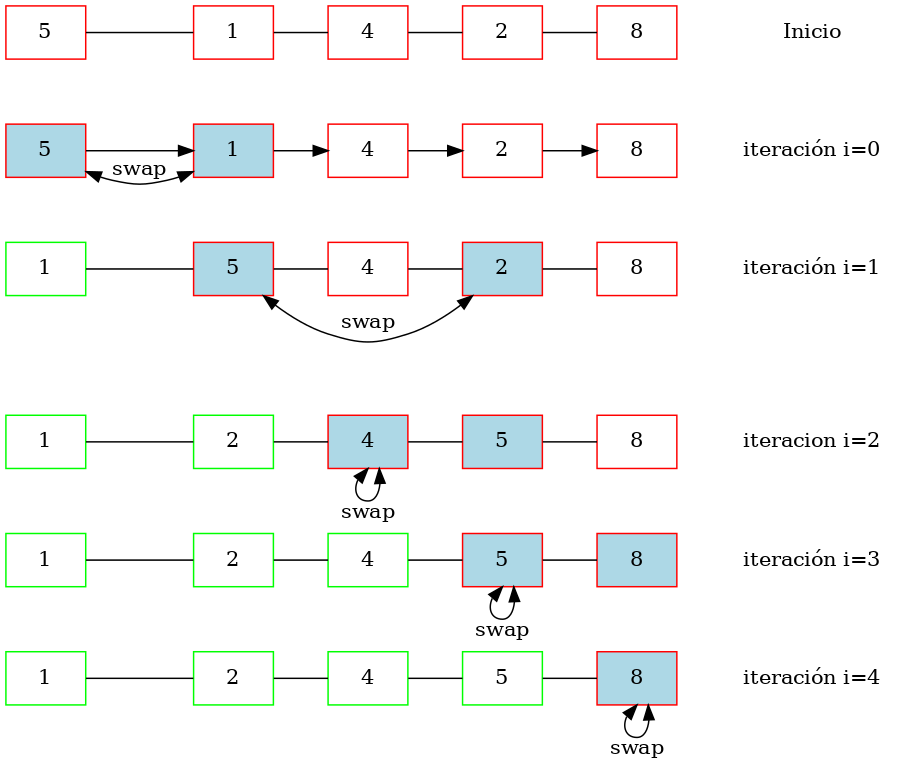 5 1 4 2 8 Inicio
5 1 4 2 8 iteración i=0
swap
1 5 4 2 8 iteración i=1
swap
1 2 4 5 8 iteracion i=2
swap
1 2 4 5 8 iteración i=3
swap
1 2 4 5 8 iteración i=4
swap